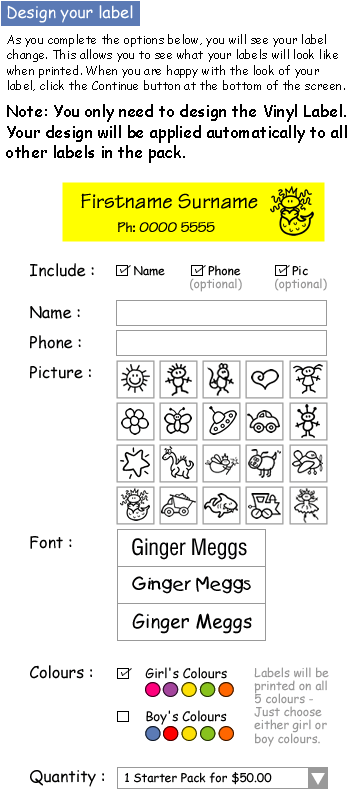 Design your label
As you complete the options below, you will see your label
change. This allows you to see what your labels will look like
when printed. When you are happy with the look of your
label, click the Continue button at the bottom of the screen.
Note: You only need to design the Vinyl Label.
Your design will be applied automatically to all
other labels in the pack.
Firstname Surname
Ph: 0000 5555
Include : Name Phone Pic
(optional) (optional)
Name :
Phone :
Picture :
Font : Ginger Meggs
Ginger Meggs
Ginger Meggs
Colours : Girl's Colours
Boy's Colours
Labels will be
printed on all
5 colours -
Just choose
either girl or
boy colours.
Quantity : 1 Starter Pack for $50.00